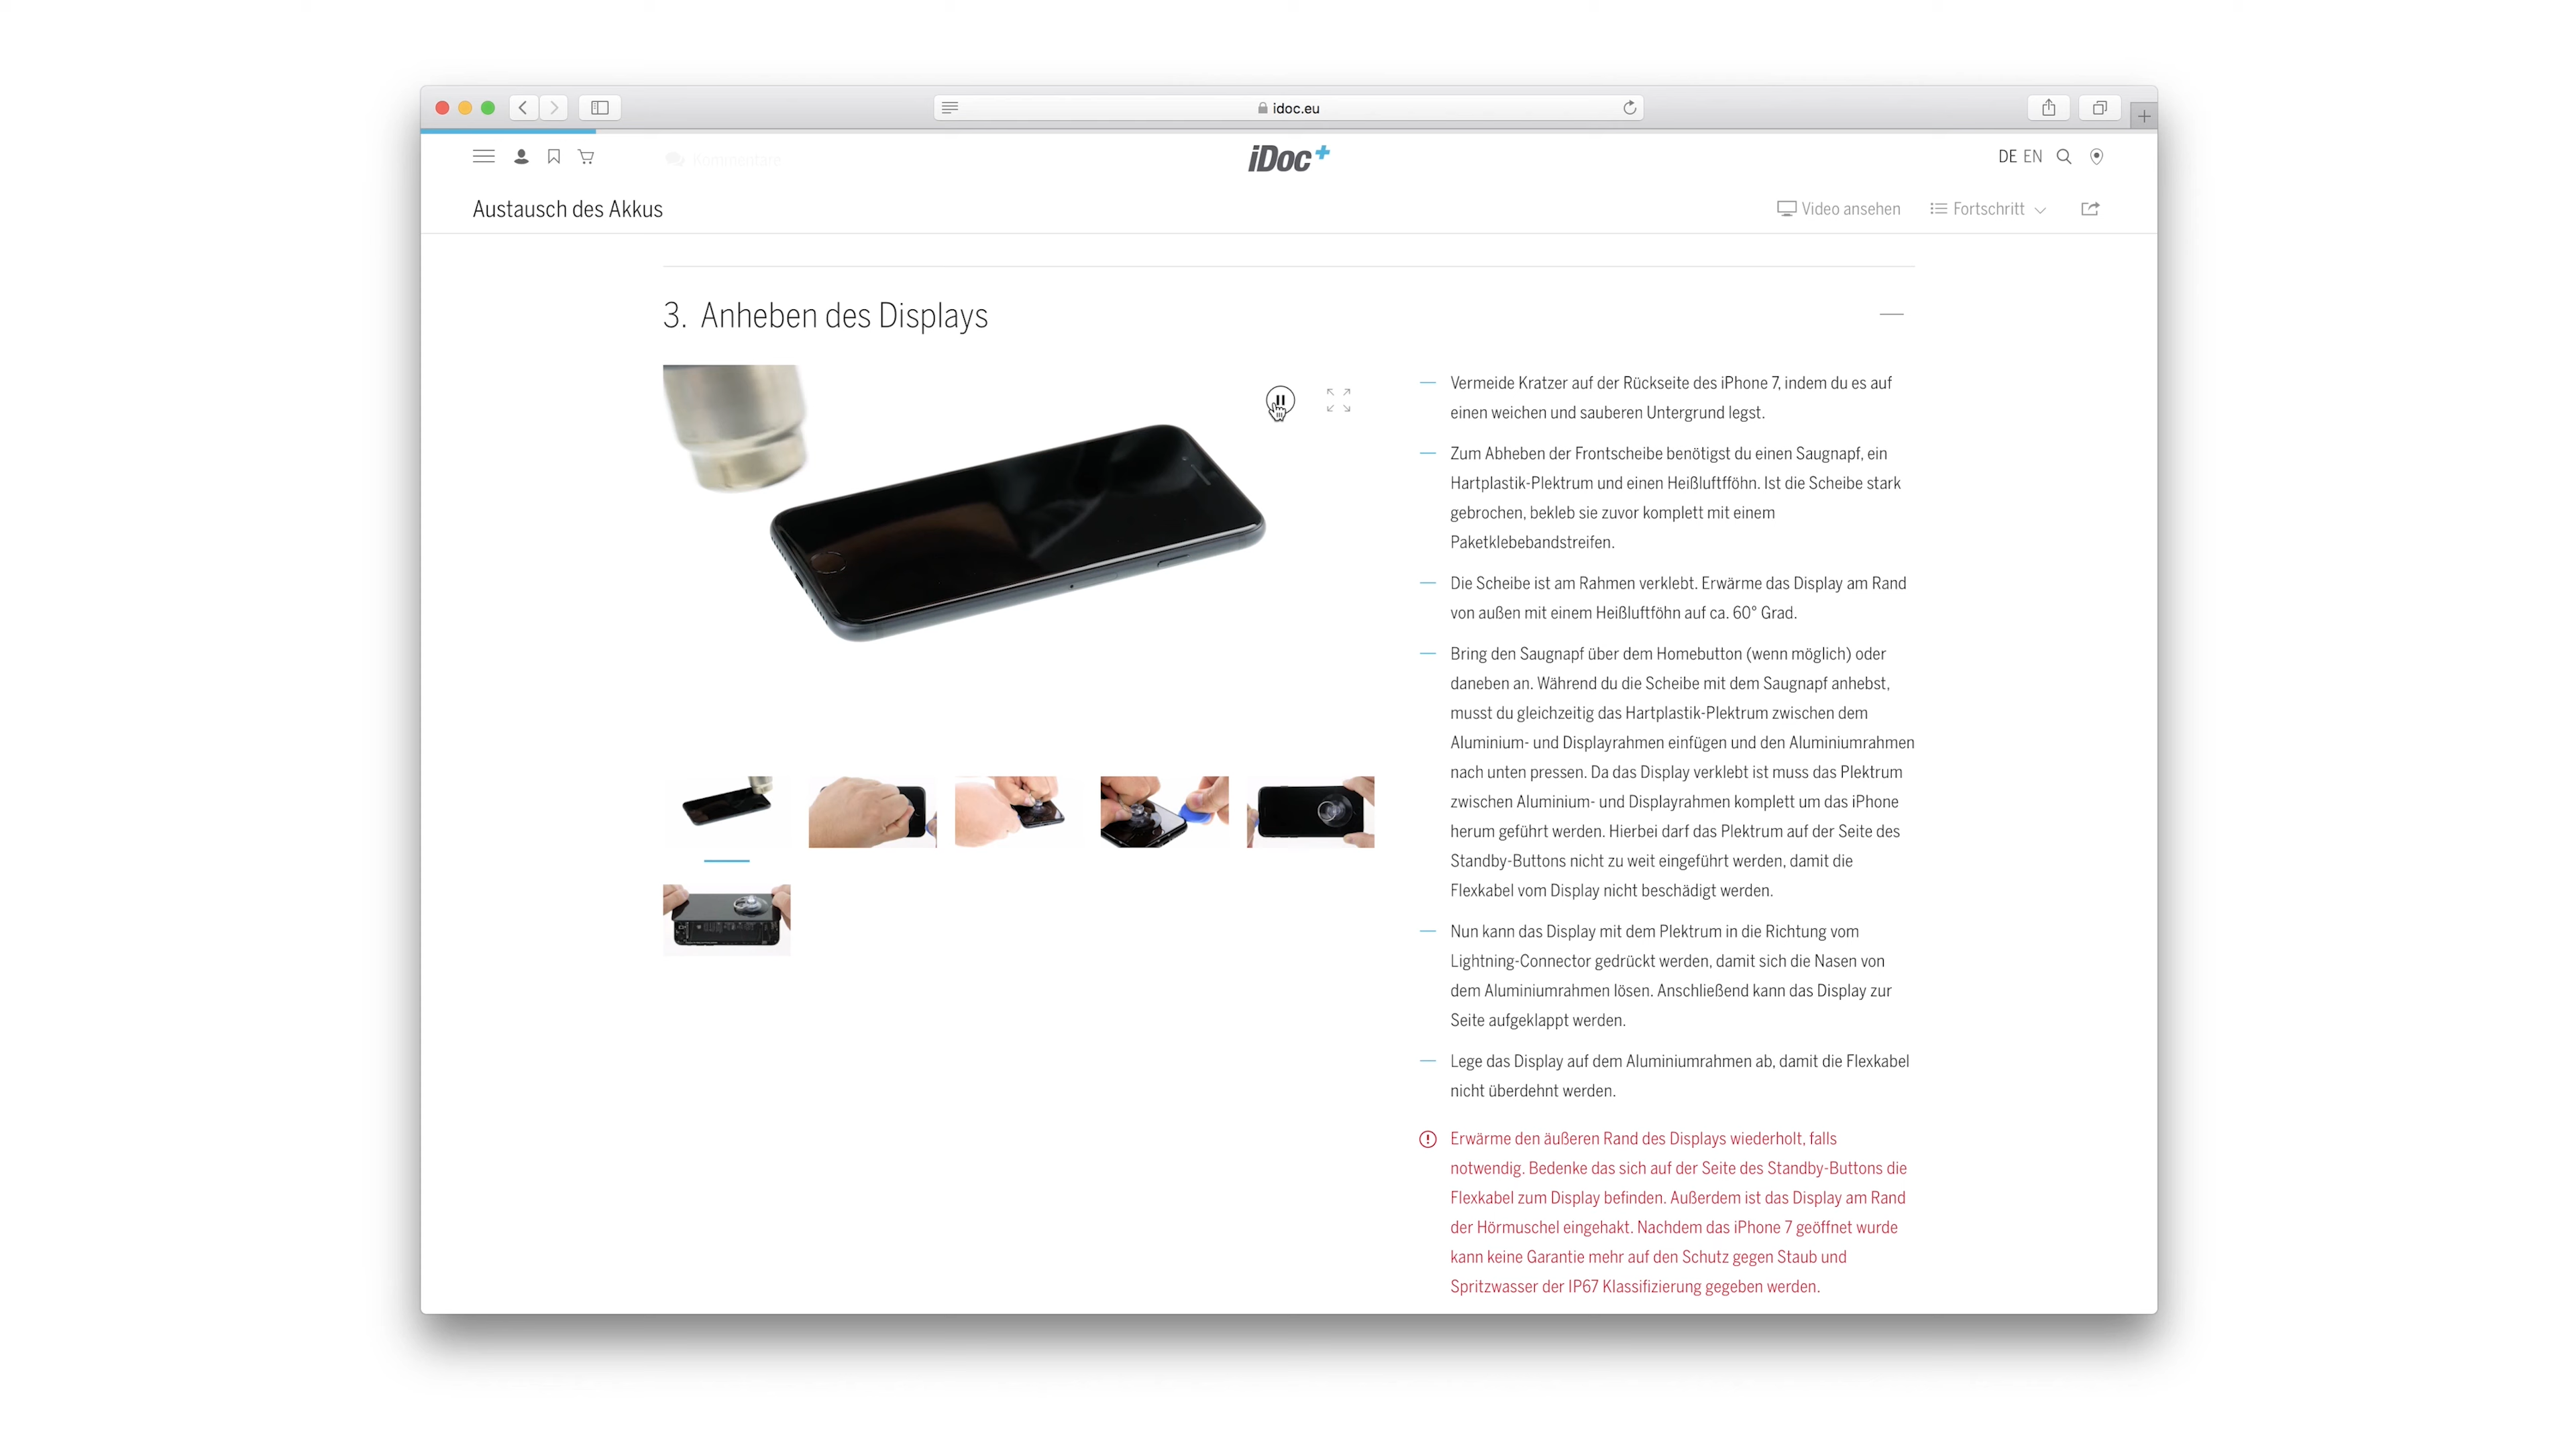 idoc.eu
Kommentare
iDoc+
DE EN
Austausch des Akkus
Video ansehen
Fortschritt
3. Anheben des Displays
Vermeide Kratzer auf der Rückseite des iPhone 7, indem du es auf
einen weichen und sauberen Untergrund legst.
Zum Abheben der Frontscheibe benötigst du einen Saugnapf, ein
Hartplastik-Plektrum und einen Heißluftfföhn. Ist die Scheibe stark
gebrochen, bekleb sie zuvor komplett mit einem
Paketklebebandstreifen.
Die Scheibe ist am Rahmen verklebt. Erwärme das Display am Rand
von außen mit einem Heißluftföhn auf ca. 60° Grad.
Bring den Saugnapf über dem Homebutton (wenn möglich) oder
daneben an. Während du die Scheibe mit dem Saugnapf anhebst,
musst du gleichzeitig das Hartplastik-Plektrum zwischen dem
Aluminium- und Displayrahmen einfügen und den Aluminiumrahmen
nach unten pressen. Da das Display verklebt ist muss das Plektrum
zwischen Aluminium- und Displayrahmen komplett um das iPhone
herum geführt werden. Hierbei darf das Plektrum auf der Seite des
Standby-Buttons nicht zu weit eingeführt werden, damit die
Flexkabel vom Display nicht beschädigt werden.
Nun kann das Display mit dem Plektrum in die Richtung vom
Lightning-Connector gedrückt werden, damit sich die Nasen von
dem Aluminiumrahmen lösen. Anschließend kann das Display zur
Seite aufgeklappt werden.
Lege das Display auf dem Aluminiumrahmen ab, damit die Flexkabel
nicht überdehnt werden.
Erwärme den äußeren Rand des Displays wiederholt, falls
notwendig. Bedenke das sich auf der Seite des Standby-Buttons die
Flexkabel zum Display befinden. Außerdem ist das Display am Rand
der Hörmuschel eingehakt. Nachdem das iPhone 7 geöffnet wurde
kann keine Garantie mehr auf den Schutz gegen Staub und
Spritzwasser der IP67 Klassifizierung gegeben werden.